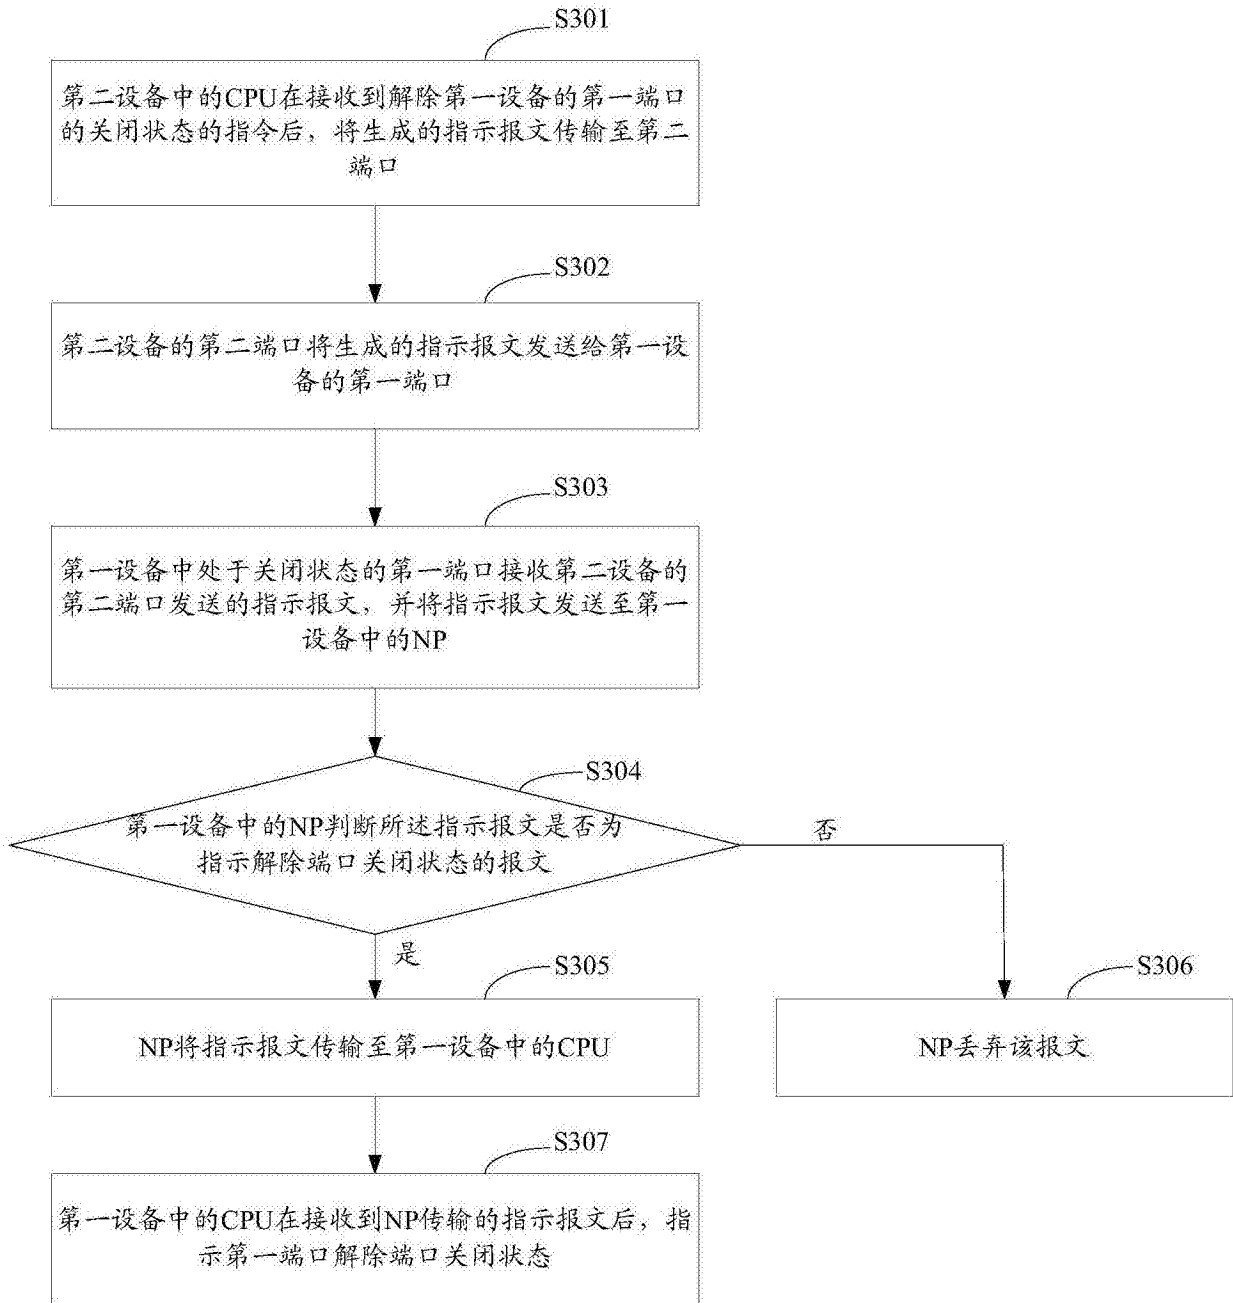 S301
第二设备中的CPU在接收到解除第一设备的第一端口
的关闭状态的指令后，将生成的指示报文传输至第二
端口
S302
第二设备的第二端口将生成的指示报文发送给第一设
备的第一端口
S303
第一设备中处于关闭状态的第一端口接收第二设备的
第二端口发送的指示报文，并将指示报文发送至第一
设备中的NP
S304
第一设备中的NP判断所述指示报文是否为
指示解除端口关闭状态的报文
否
是
S305
NP将指示报文传输至第一设备中的CPU
S306
NP丢弃该报文
S307
第一设备中的CPU在接收到NP传输的指示报文后，指
示第一端口解除端口关闭状态